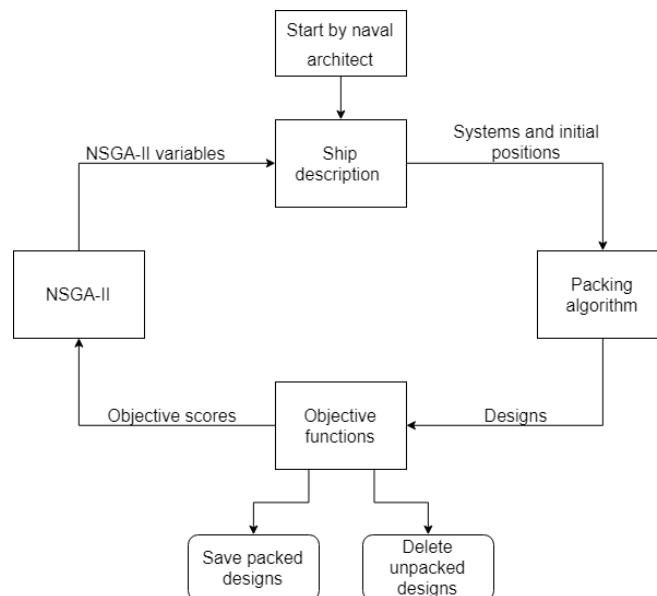 Start by naval
architect
NSGA-II variables
Ship
description
Systems and initial
positions
NSGA-II
Packing
algorithm
Objective scores
Objective
functions
Designs
Save packed
designs
Delete
unpacked
designs